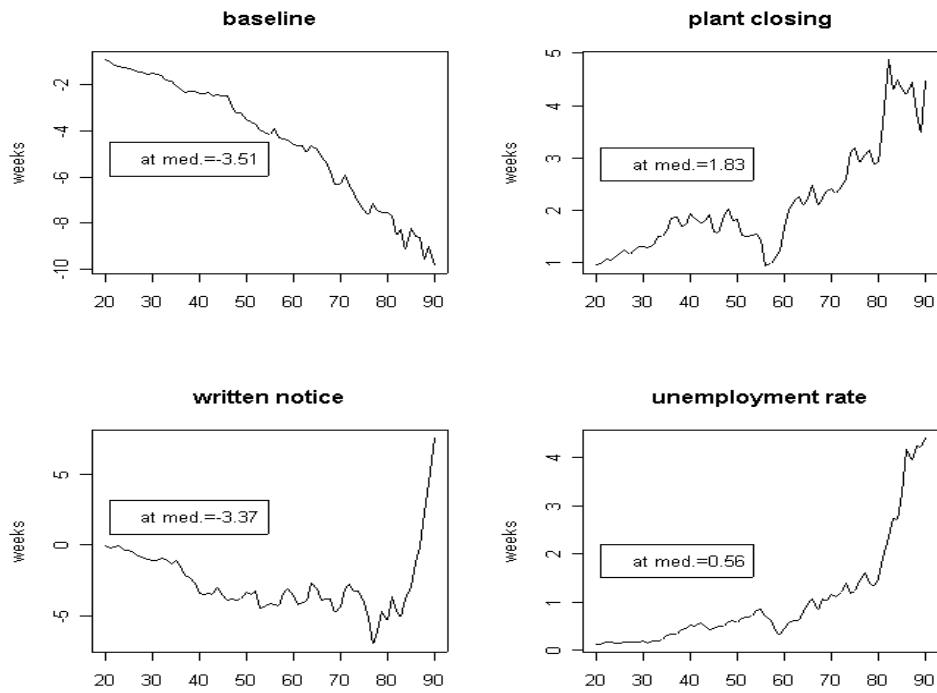 baseline
-2
-4
-6
-8
-10
weeks
at med.=-3.51
20 30 40 50 60 70 80 90
plant closing
5
4
3
2
1
weeks
at med.=1.83
20 30 40 50 60 70 80 90
written notice
5
0
-5
weeks
at med.=-3.37
20 30 40 50 60 70 80 90
unemployment rate
4
3
2
1
0
weeks
at med.=0.56
20 30 40 50 60 70 80 90